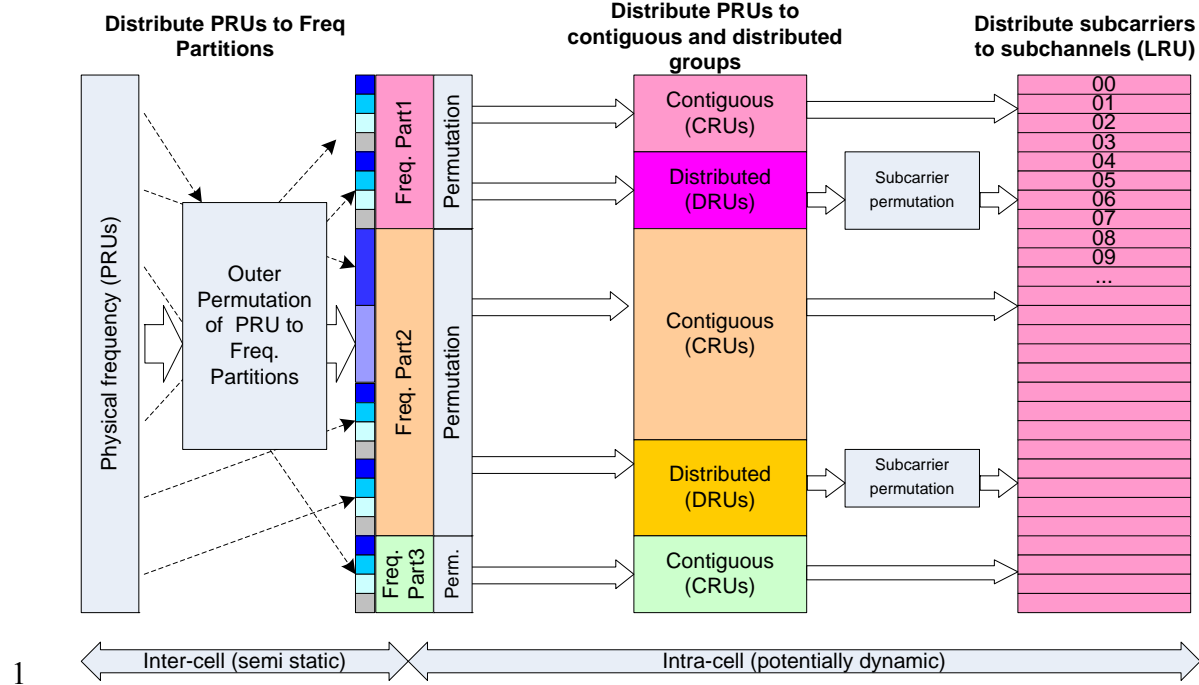 Distribute PRUs to Freq
Partitions
Distribute PRUs to
contiguous and distributed
groups
Distribute subcarriers
to subchannels (LRU)
Physical frequency (PRUs)
Outer
Permutation
of PRU to
Freq.
Partitions
Freq. Part1
Permutation
Freq. Part2
Permutation
Freq.
Part3
Perm.
Contiguous
(CRUs)
Distributed
(DRUs)
Subcarrier
permutation
Contiguous
(CRUs)
Distributed
(DRUs)
Subcarrier
permutation
Contiguous
(CRUs)
00
01
02
03
04
05
06
07
08
09
...
1
Inter-cell (semi static)
Intra-cell (potentially dynamic)